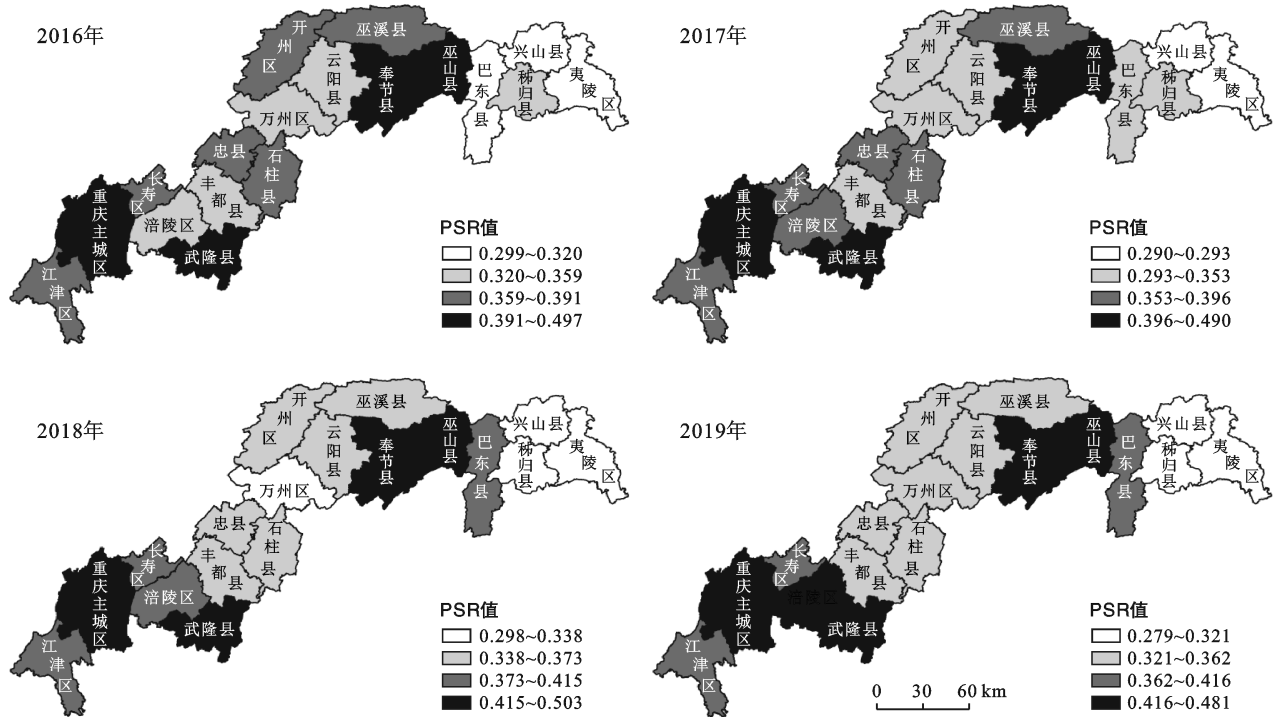 2016年
开州区
巫溪县
云阳县
奉节县
巫山县
巴东县
兴山县
秭归县
夷陵区
万州区
忠县
石柱县
丰都县
长寿区
涪陵区
重庆主城区
武隆县
江津区
PSR值
0.299~0.320
0.320~0.359
0.359~0.391
0.391~0.497
2017年
开州区
巫溪县
云阳县
奉节县
巫山县
巴东县
兴山县
秭归县
夷陵区
万州区
忠县
石柱县
丰都县
长寿区
涪陵区
重庆主城区
武隆县
江津区
PSR值
0.290~0.293
0.293~0.353
0.353~0.396
0.396~0.490
2018年
开州区
巫溪县
云阳县
奉节县
巫山县
巴东县
兴山县
秭归县
夷陵区
万州区
忠县
石柱县
丰都县
长寿区
涪陵区
重庆主城区
武隆县
江津区
PSR值
0.298~0.338
0.338~0.373
0.373~0.415
0.415~0.503
2019年
开州区
巫溪县
云阳县
奉节县
巫山县
巴东县
兴山县
秭归县
夷陵区
万州区
忠县
石柱县
丰都县
长寿区
涪陵区
重庆主城区
武隆县
江津区
PSR值
0.279~0.321
0.321~0.362
0.362~0.416
0.416~0.481
0 30 60 km